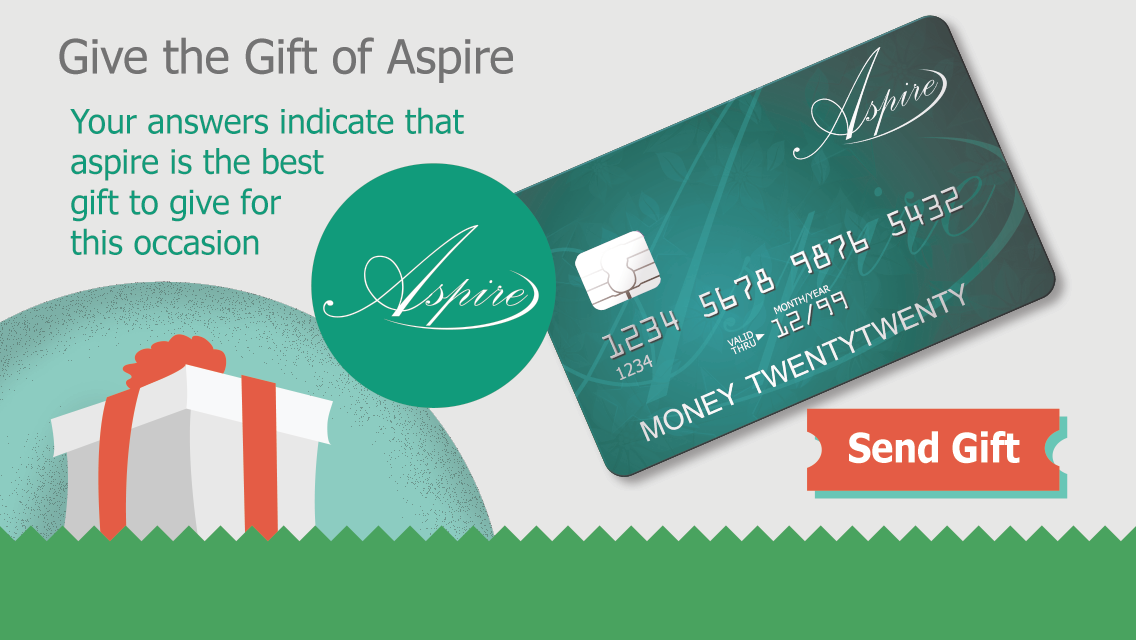 Give the Gift of Aspire
Your answers indicate that
aspire is the best
gift to give for
this occasion
Aspire
Aspire
Aspire
1234 5678 9876 5432
1234
VALID
THRU
MONTH/YEAR
12/99
MONEY TWENTYTWENTY
Send Gift